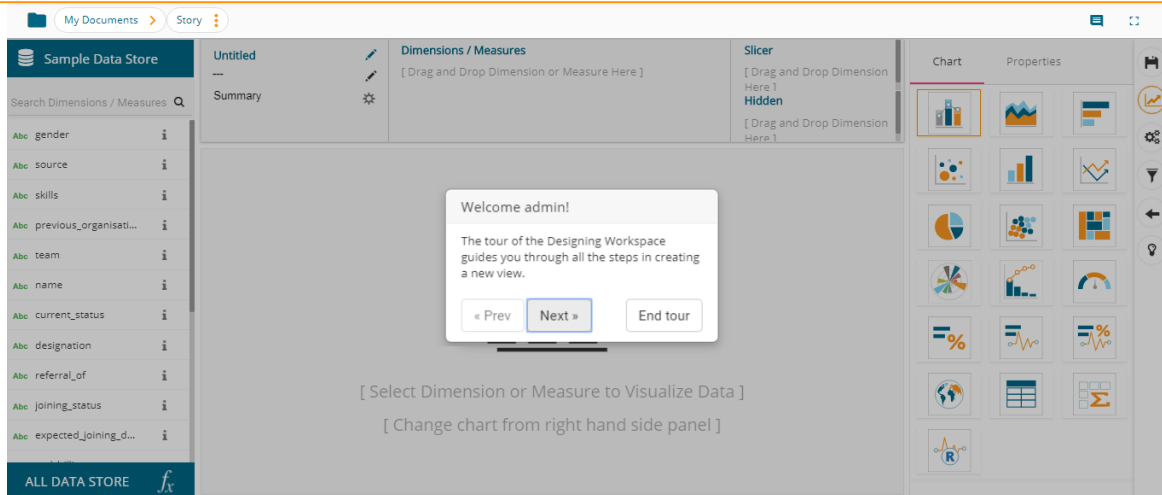 My Documents
Story
Sample Data Store
Search Dimensions / Measures
Abc gender
Abc source
Abc skills
Abc previous_organisati...
Abc team
Abc name
Abc current_status
Abc designation
Abc referral_of
Abc joining_status
Abc expected_joining_d...
ALL DATA STORE fx
Untitled
---
Summary
Dimensions / Measures
[ Drag and Drop Dimension or Measure Here ]
Slicer
[ Drag and Drop Dimension
Here ]
Hidden
[ Drag and Drop Dimension
Here ]
Welcome admin!
The tour of the Designing Workspace
guides you through all the steps in creating
a new view.
« Prev
Next »
End tour
[ Select Dimension or Measure to Visualize Data ]
[ Change chart from right hand side panel ]
Chart
Properties
%
%
Σ
R